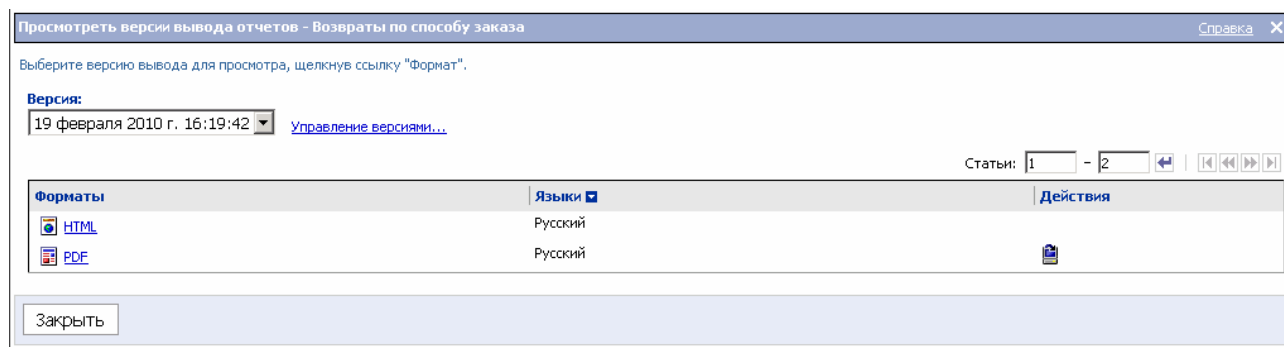 Просмотреть версии вывода отчетов - Возвраты по способу заказа Справка
Выберите версию вывода для просмотра, щелкнув ссылку "Формат".
Версия:
19 февраля 2010 г. 16:19:42 Управление версиями...
Статьи: 1 - 2
Форматы Языки Действия
HTML Русский
PDF Русский
Закрыть